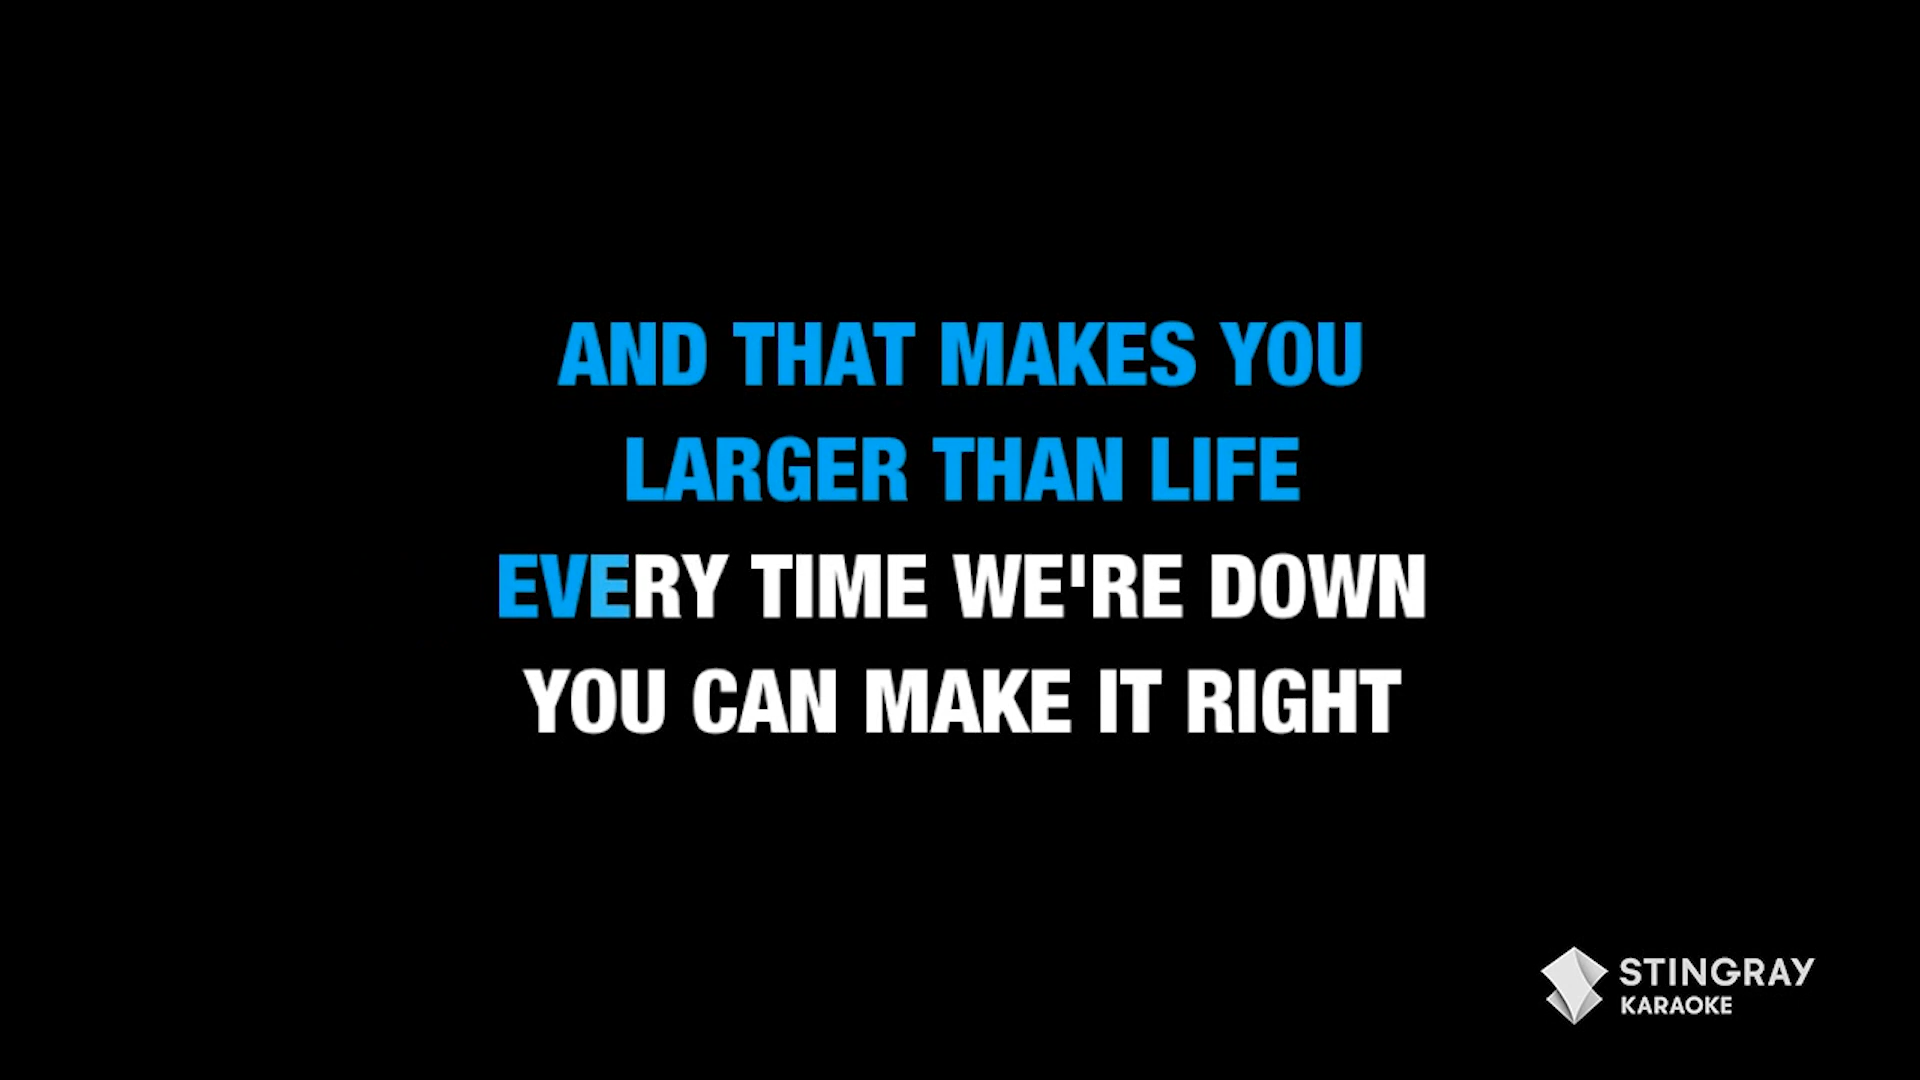 AND THAT MAKES YOU
LARGER THAN LIFE
EVERY TIME WE'RE DOWN
YOU CAN MAKE IT RIGHT
STINGRAY
KARAOKE